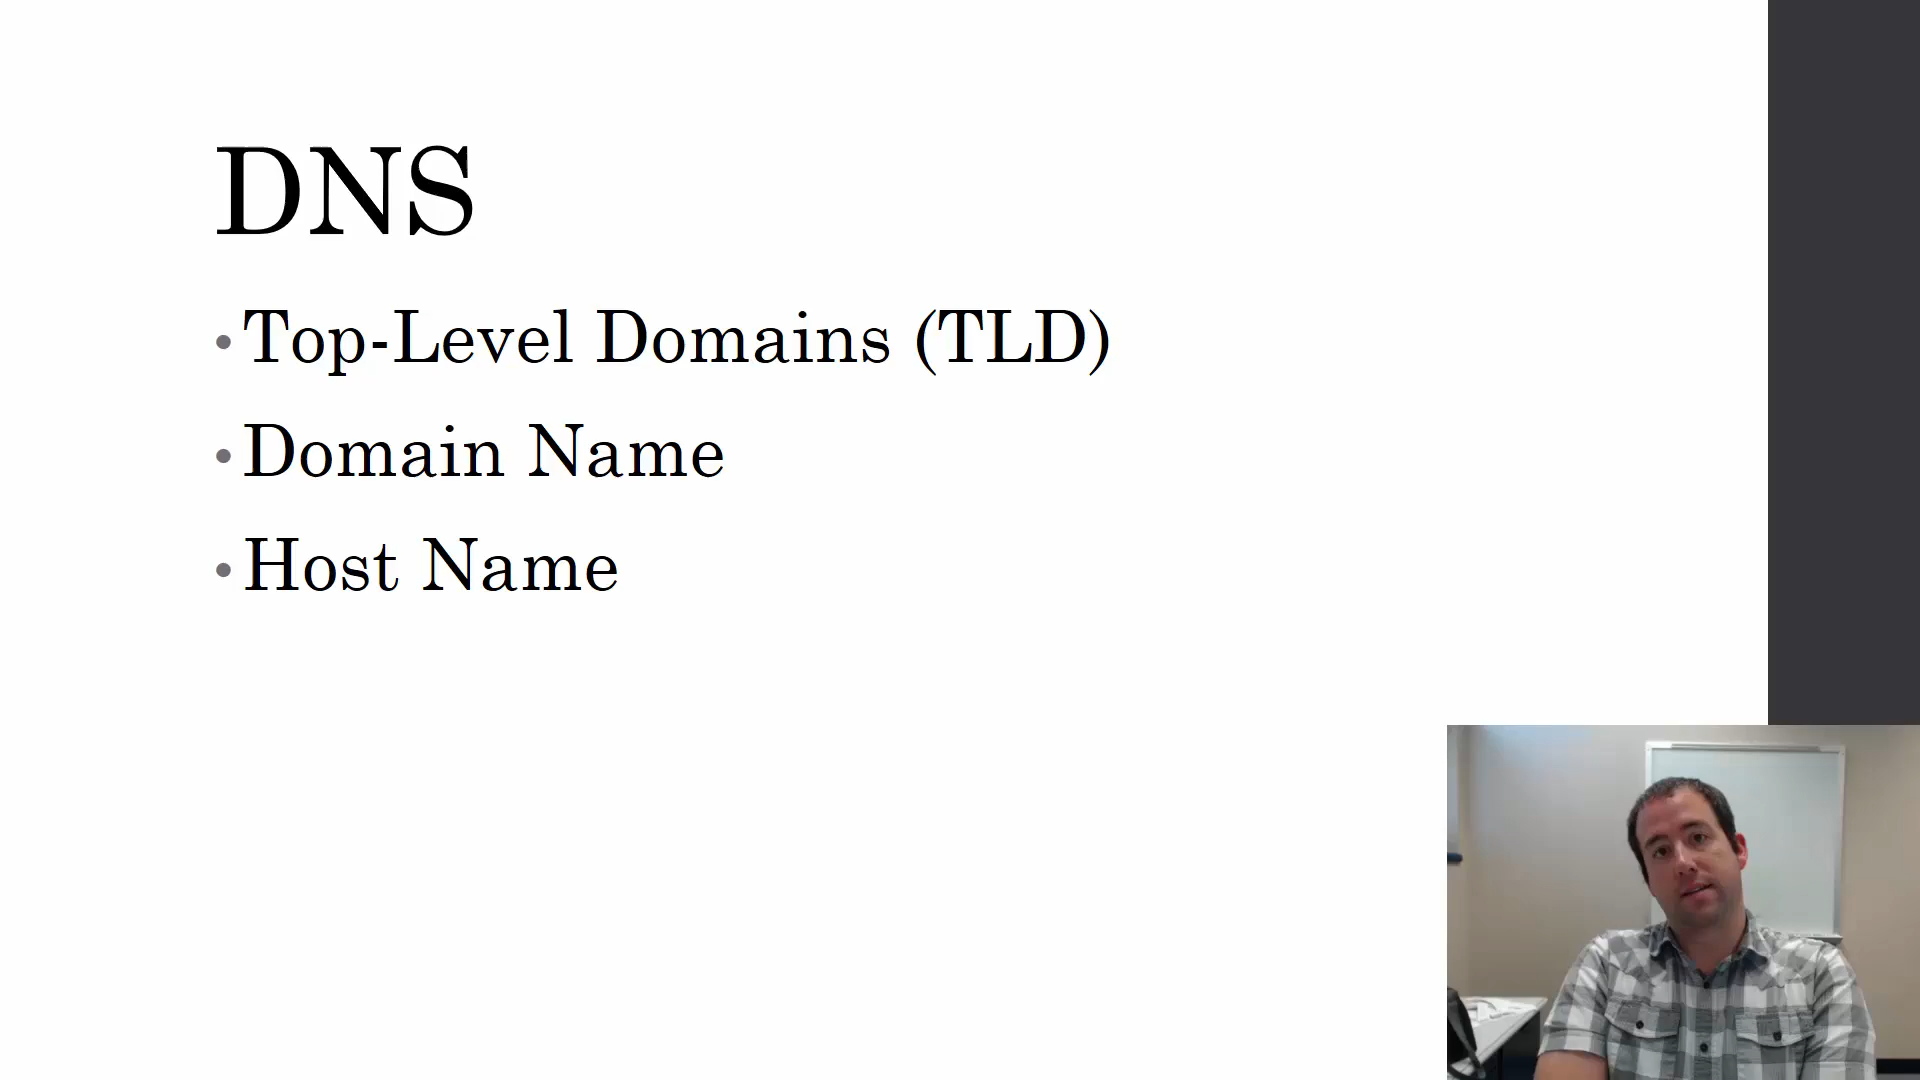 DNS
• Top-Level Domains (TLD)
• Domain Name
• Host Name